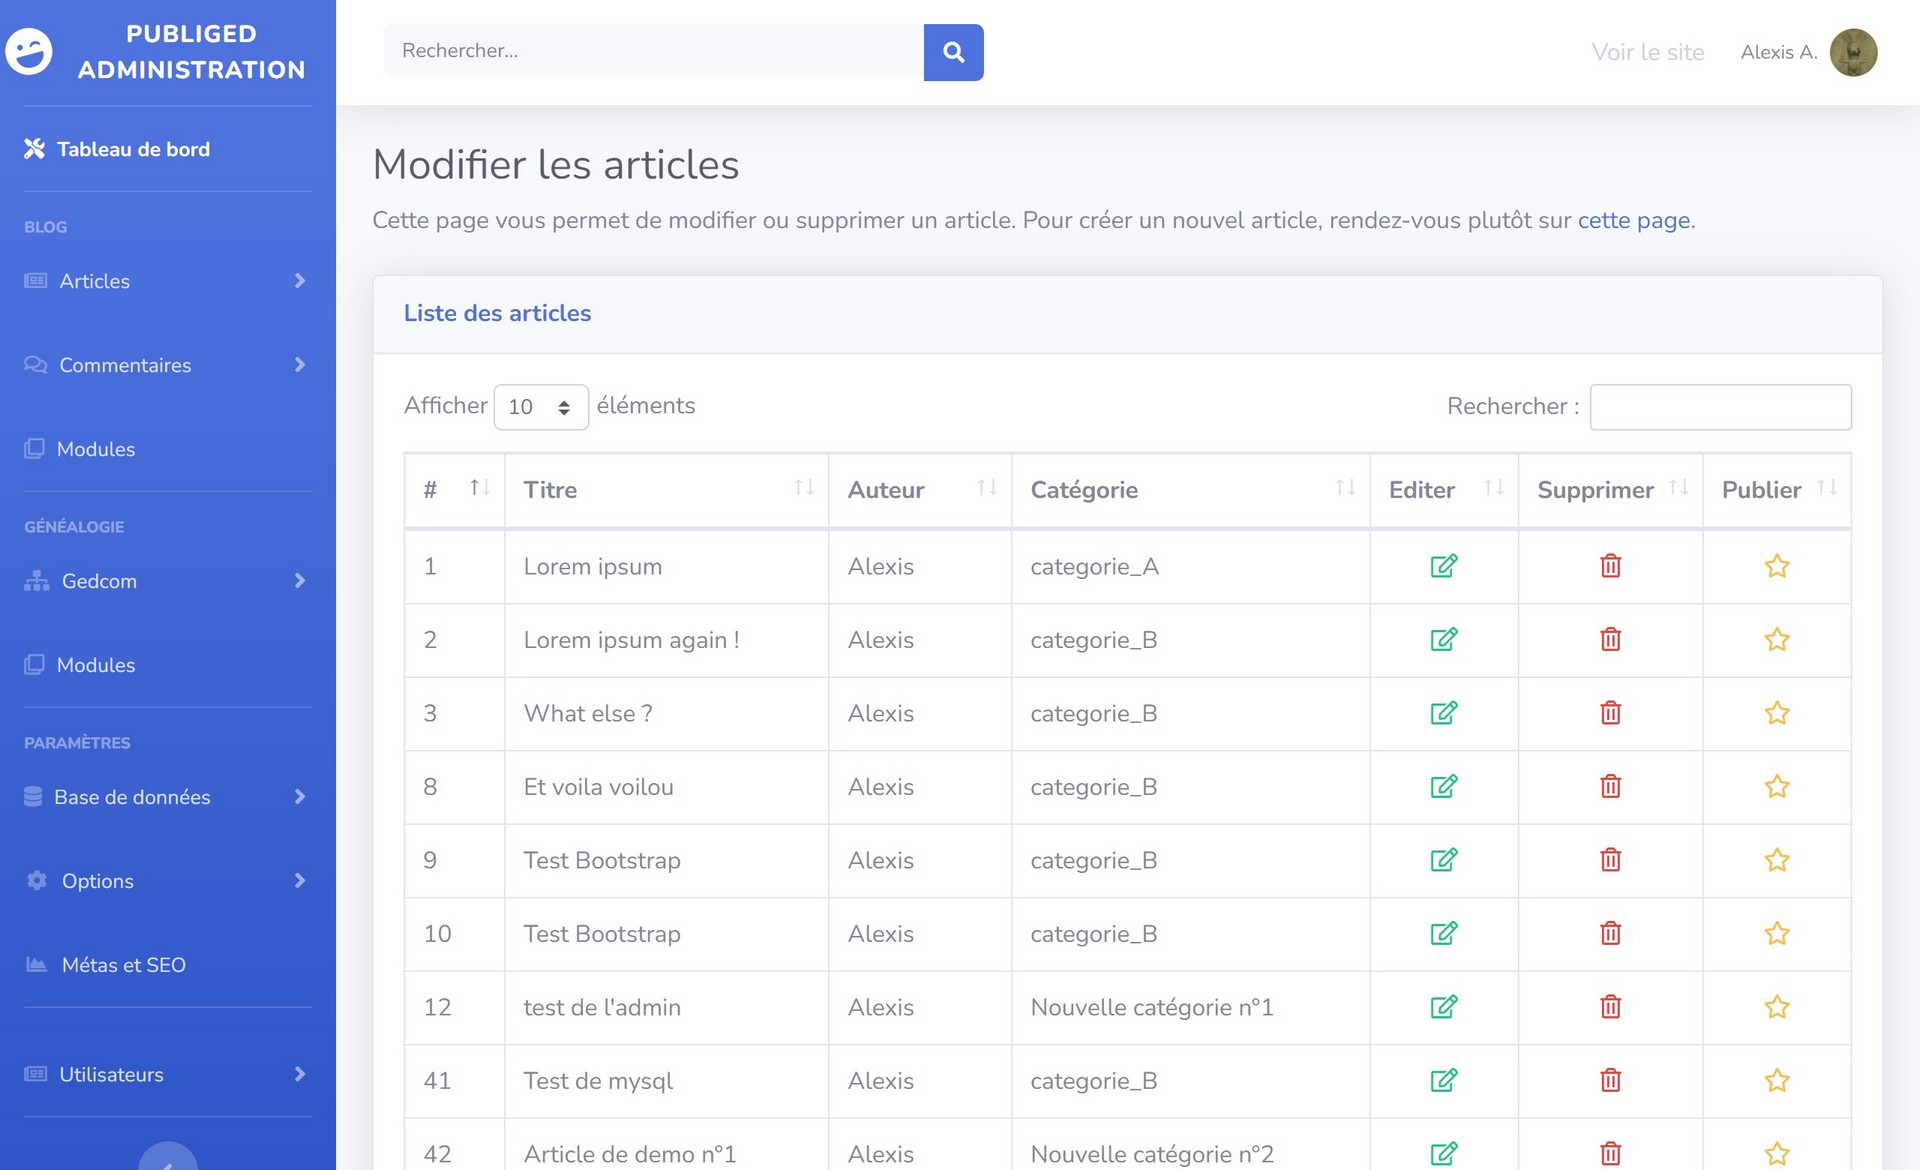 PUBLIGED
ADMINISTRATION
Tableau de bord
BLOG
Articles
Commentaires
Modules
GÉNÉALOGIE
Gedcom
Modules
PARAMÈTRES
Base de données
Options
Métas et SEO
Utilisateurs
Rechercher...
Voir le site
Alexis A.
Modifier les articles
Cette page vous permet de modifier ou supprimer un article. Pour créer un nouvel article, rendez-vous plutôt sur cette page.
Liste des articles
Afficher 10 éléments
Rechercher :
# Titre Auteur Catégorie Editer Supprimer Publier
1 Lorem ipsum Alexis categorie_A
2 Lorem ipsum again ! Alexis categorie_B
3 What else ? Alexis categorie_B
8 Et voila voilou Alexis categorie_B
9 Test Bootstrap Alexis categorie_B
10 Test Bootstrap Alexis categorie_B
12 test de l'admin Alexis Nouvelle catégorie n°1
41 Test de mysql Alexis categorie_B
42 Article de demo n°1 Alexis Nouvelle catégorie n°2